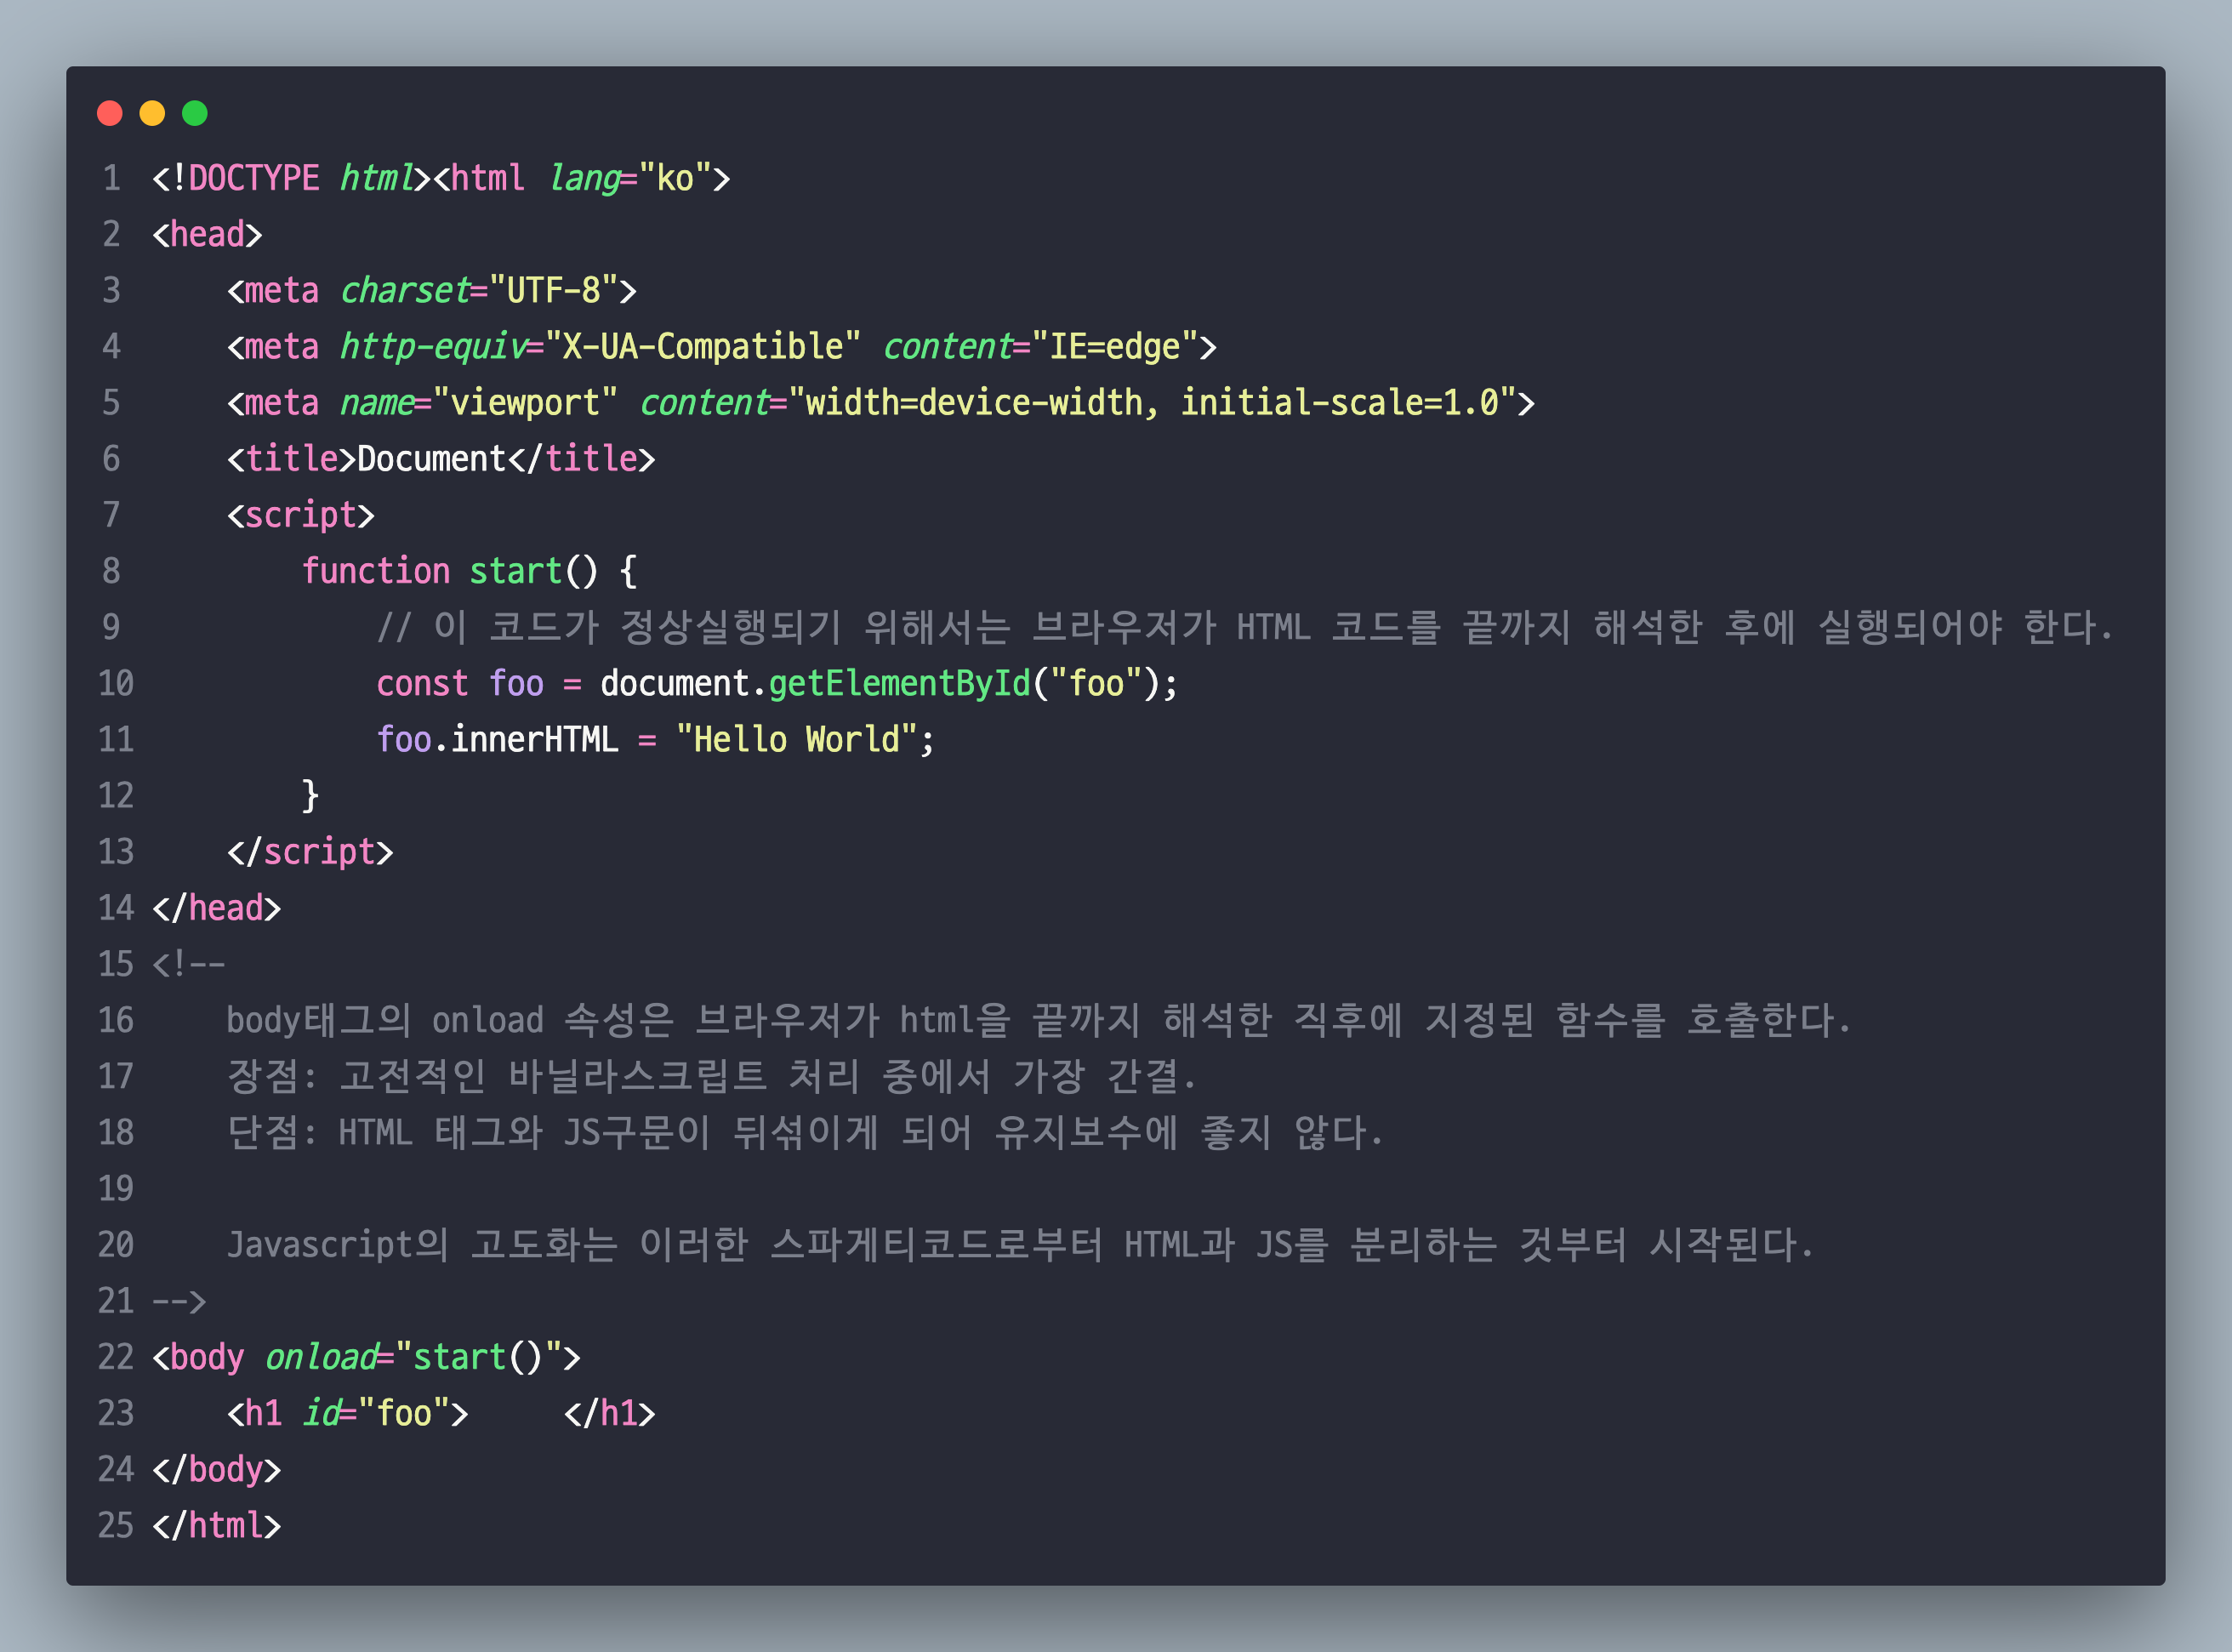 1 <!DOCTYPE html><html lang="ko">
2 <head>
3     <meta charset="UTF-8">
4     <meta http-equiv="X-UA-Compatible" content="IE=edge">
5     <meta name="viewport" content="width=device-width, initial-scale=1.0">
6     <title>Document</title>
7     <script>
8         function start() {
9             // 이 코드가 정상실행되기 위해서는 브라우저가 HTML 코드를 끝까지 해석한 후에 실행되어야 한다.
10             const foo = document.getElementById("foo");
11             foo.innerHTML = "Hello World";
12         }
13     </script>
14 </head>
15 <!--
16     body태그의 onload 속성은 브라우저가 html을 끝까지 해석한 직후에 지정된 함수를 호출한다.
17     장점: 고전적인 바닐라스크립트 처리 중에서 가장 간결.
18     단점: HTML 태그와 JS구문이 뒤섞이게 되어 유지보수에 좋지 않다.
19
20     Javascript의 고도화는 이러한 스파게티코드로부터 HTML과 JS를 분리하는 것부터 시작된다.
21 -->
22 <body onload="start()">
23     <h1 id="foo">     </h1>
24 </body>
25 </html>